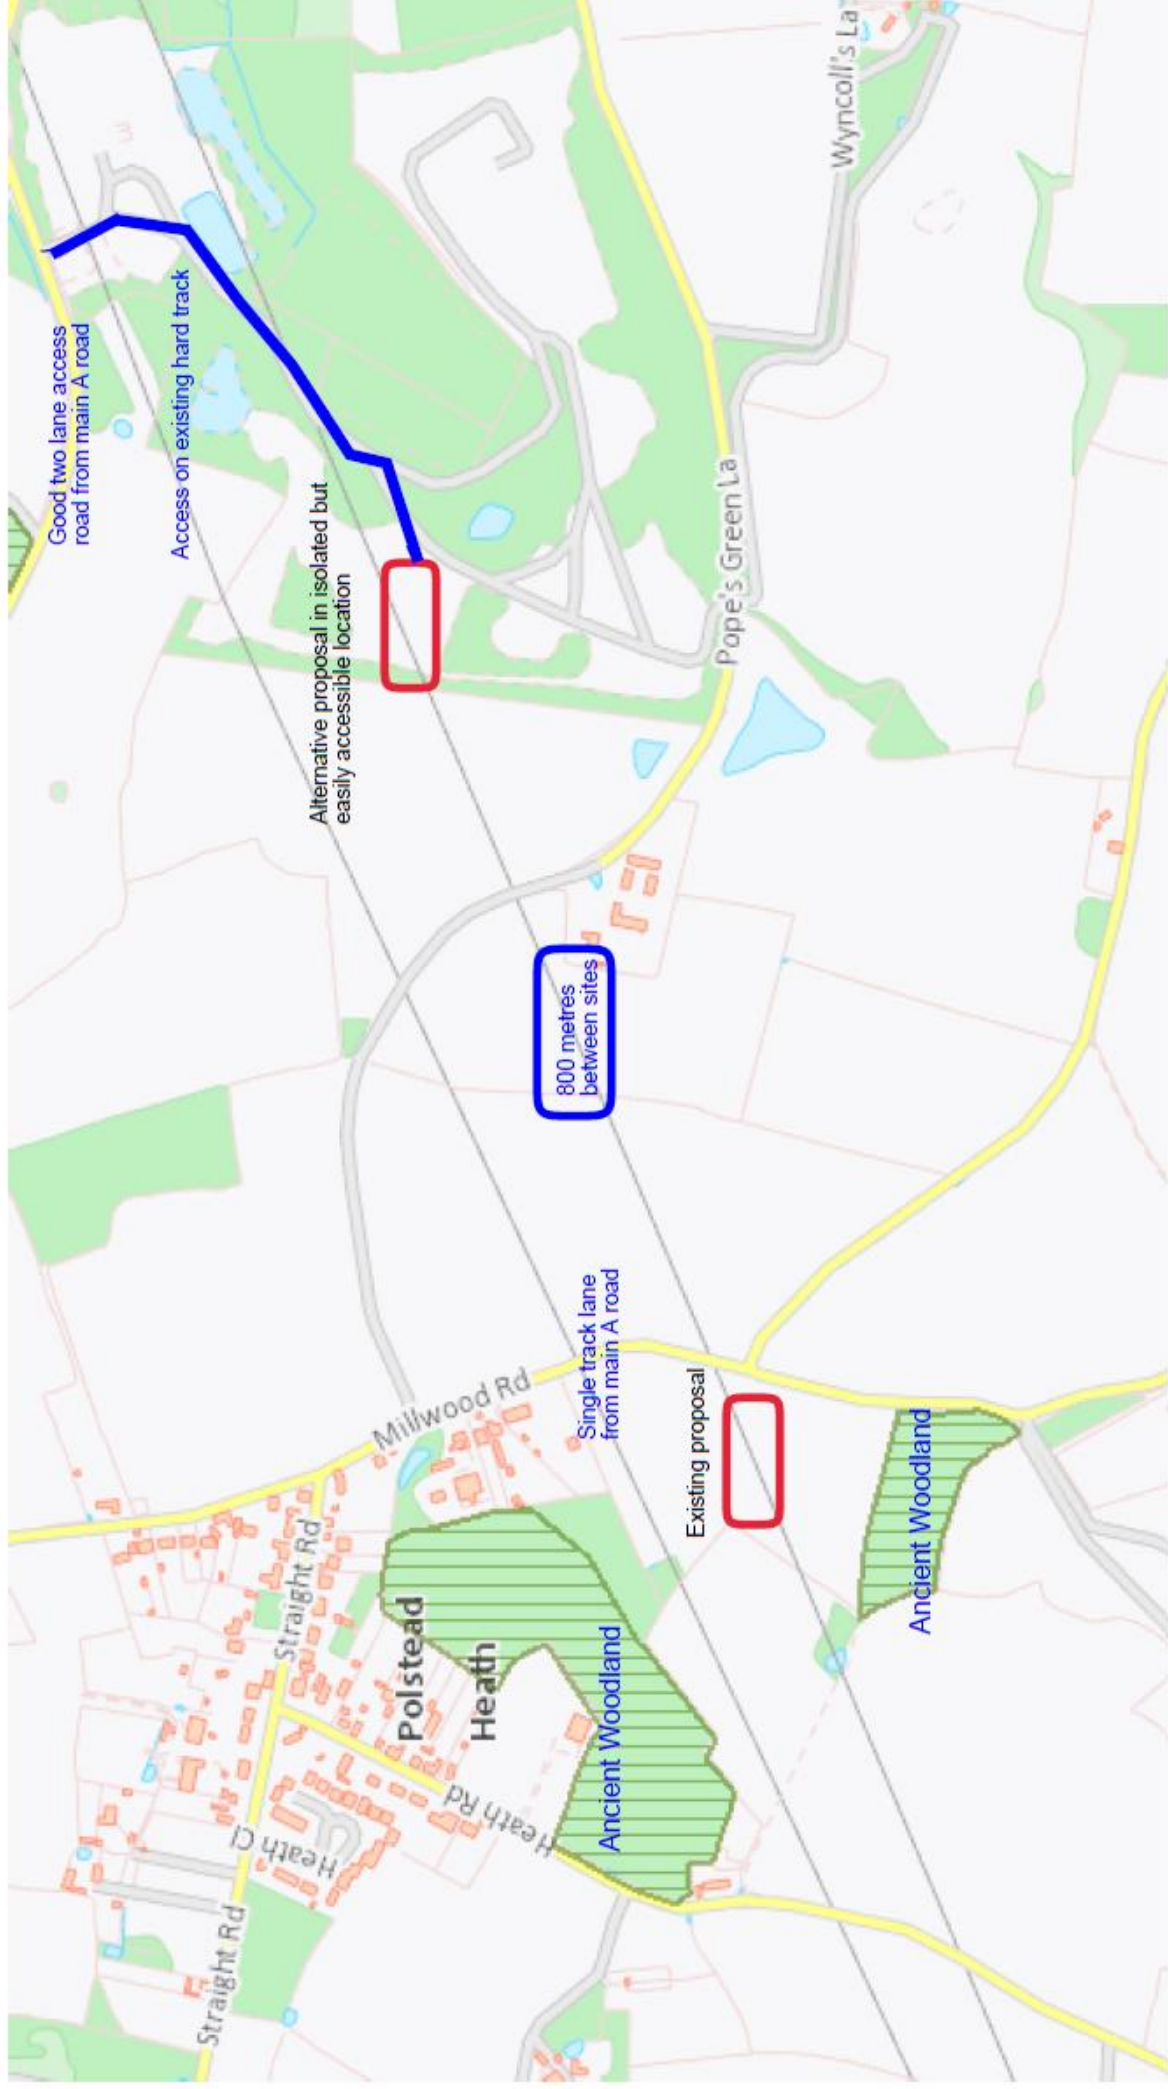 Straight Rd
Heath Cl
Straight Rd
Heath Rd
Polstead
Heath
Millwood Rd
Ancient Woodland
Single track lane
from main A road
Existing proposal
Ancient Woodland
800 metres
between sites
Good two lane access
road from main A road
Access on existing hard track
Alternative proposal in isolated but
easily accessible location
Pope's Green La
Wyncoll's La